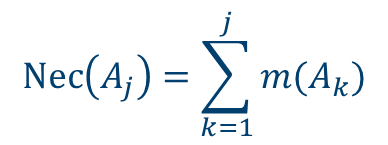 Nec(A_j) = ∑_{k=1}^{j} m(A_k)